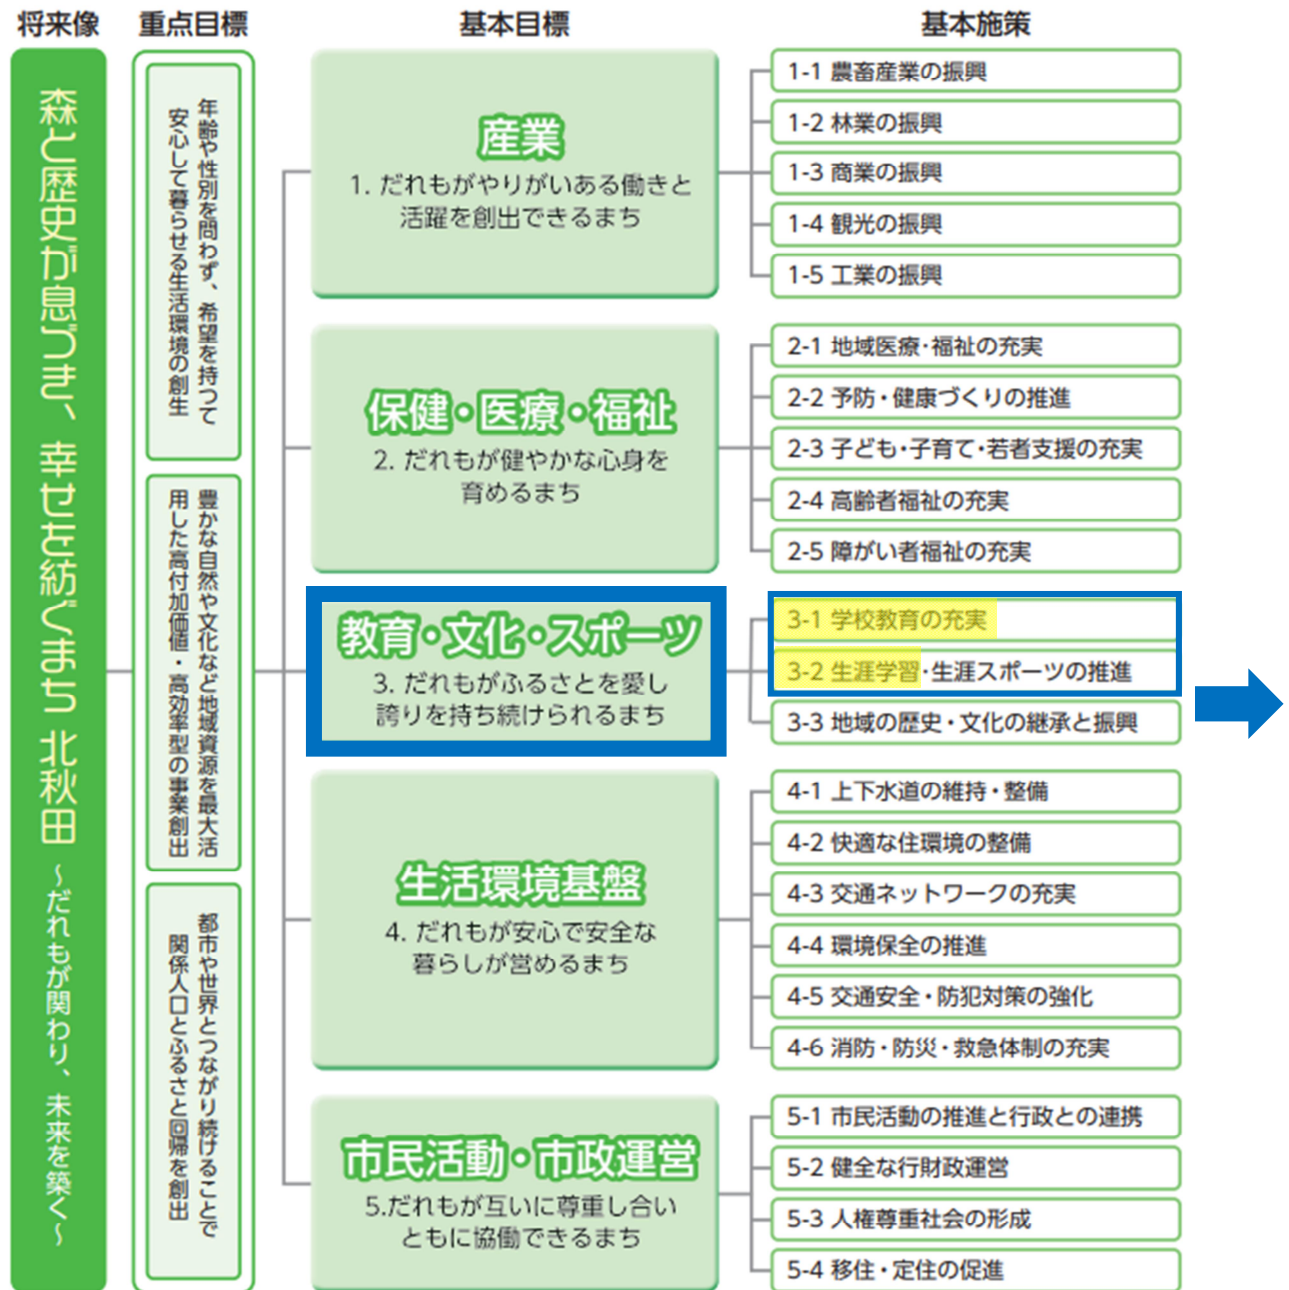 将来像
重点目標
基本目標
基本施策
森と歴史が息づき、幸せを紡ぐまち 北秋田
～だれもが関わり、未来を築く～
年齢や性別を問わず、希望を持って
安心して暮らせる生活環境の創生
豊かな自然や文化など地域資源を最大活
用した高付加価値・高効率型の事業創出
都市や世界とつながり続けることで
関係人口とふるさと回帰を創出
産業
1. だれもがやりがいある働きと
活躍を創出できるまち
1-1 農畜産業の振興
1-2 林業の振興
1-3 商業の振興
1-4 観光の振興
1-5 工業の振興
保健・医療・福祉
2. だれもが健やかな心身を
育めるまち
2-1 地域医療・福祉の充実
2-2 予防・健康づくりの推進
2-3 子ども・子育て・若者支援の充実
2-4 高齢者福祉の充実
2-5 障がい者福祉の充実
教育・文化・スポーツ
3. だれもがふるさとを愛し
誇りを持ち続けられるまち
3-1 学校教育の充実
3-2 生涯学習・生涯スポーツの推進
3-3 地域の歴史・文化の継承と振興
生活環境基盤
4. だれもが安心で安全な
暮らしが営めるまち
4-1 上下水道の維持・整備
4-2 快適な住環境の整備
4-3 交通ネットワークの充実
4-4 環境保全の推進
4-5 交通安全・防犯対策の強化
4-6 消防・防災・救急体制の充実
市民活動・市政運営
5.だれもが互いに尊重し合い
ともに協働できるまち
5-1 市民活動の推進と行政との連携
5-2 健全な行財政運営
5-3 人権尊重社会の形成
5-4 移住・定住の促進